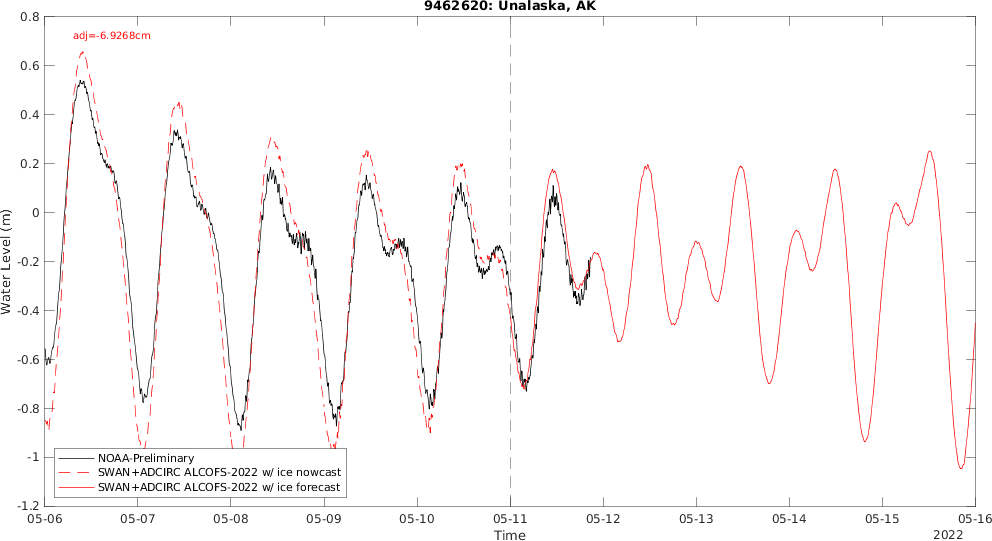 9462620: Unalaska, AK
adj=-6.9268cm
0.8
0.6
0.4
0.2
0
-0.2
-0.4
-0.6
-0.8
-1
-1.2
Water Level (m)
NOAA-Preliminary
SWAN+ADCIRC ALCOFS-2022 w/ ice nowcast
SWAN+ADCIRC ALCOFS-2022 w/ ice forecast
05-06 05-07 05-08 05-09 05-10 05-11 05-12 05-13 05-14 05-15 05-16
Time
2022